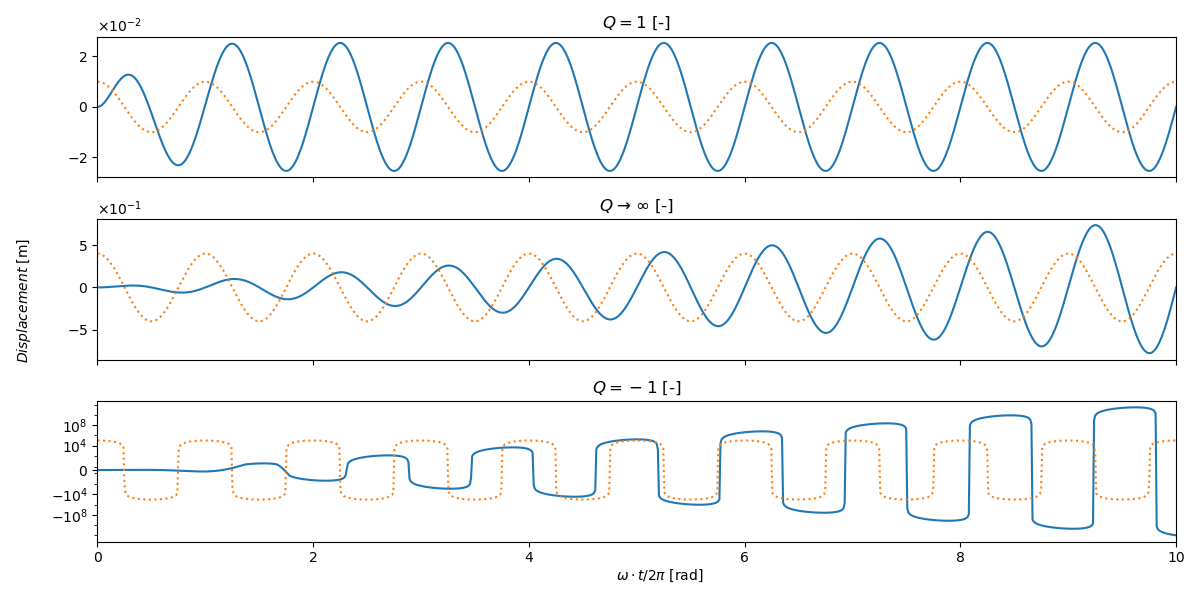 ×10⁻²
Q = 1 [-]
2
0
−2
×10⁻¹
Q → ∞ [-]
5
0
−5
Displacement [m]
Q = − 1 [-]
10⁸
10⁴
0
−10⁴
−10⁸
0 2 4 6 8 10
ω · t/2π [rad]